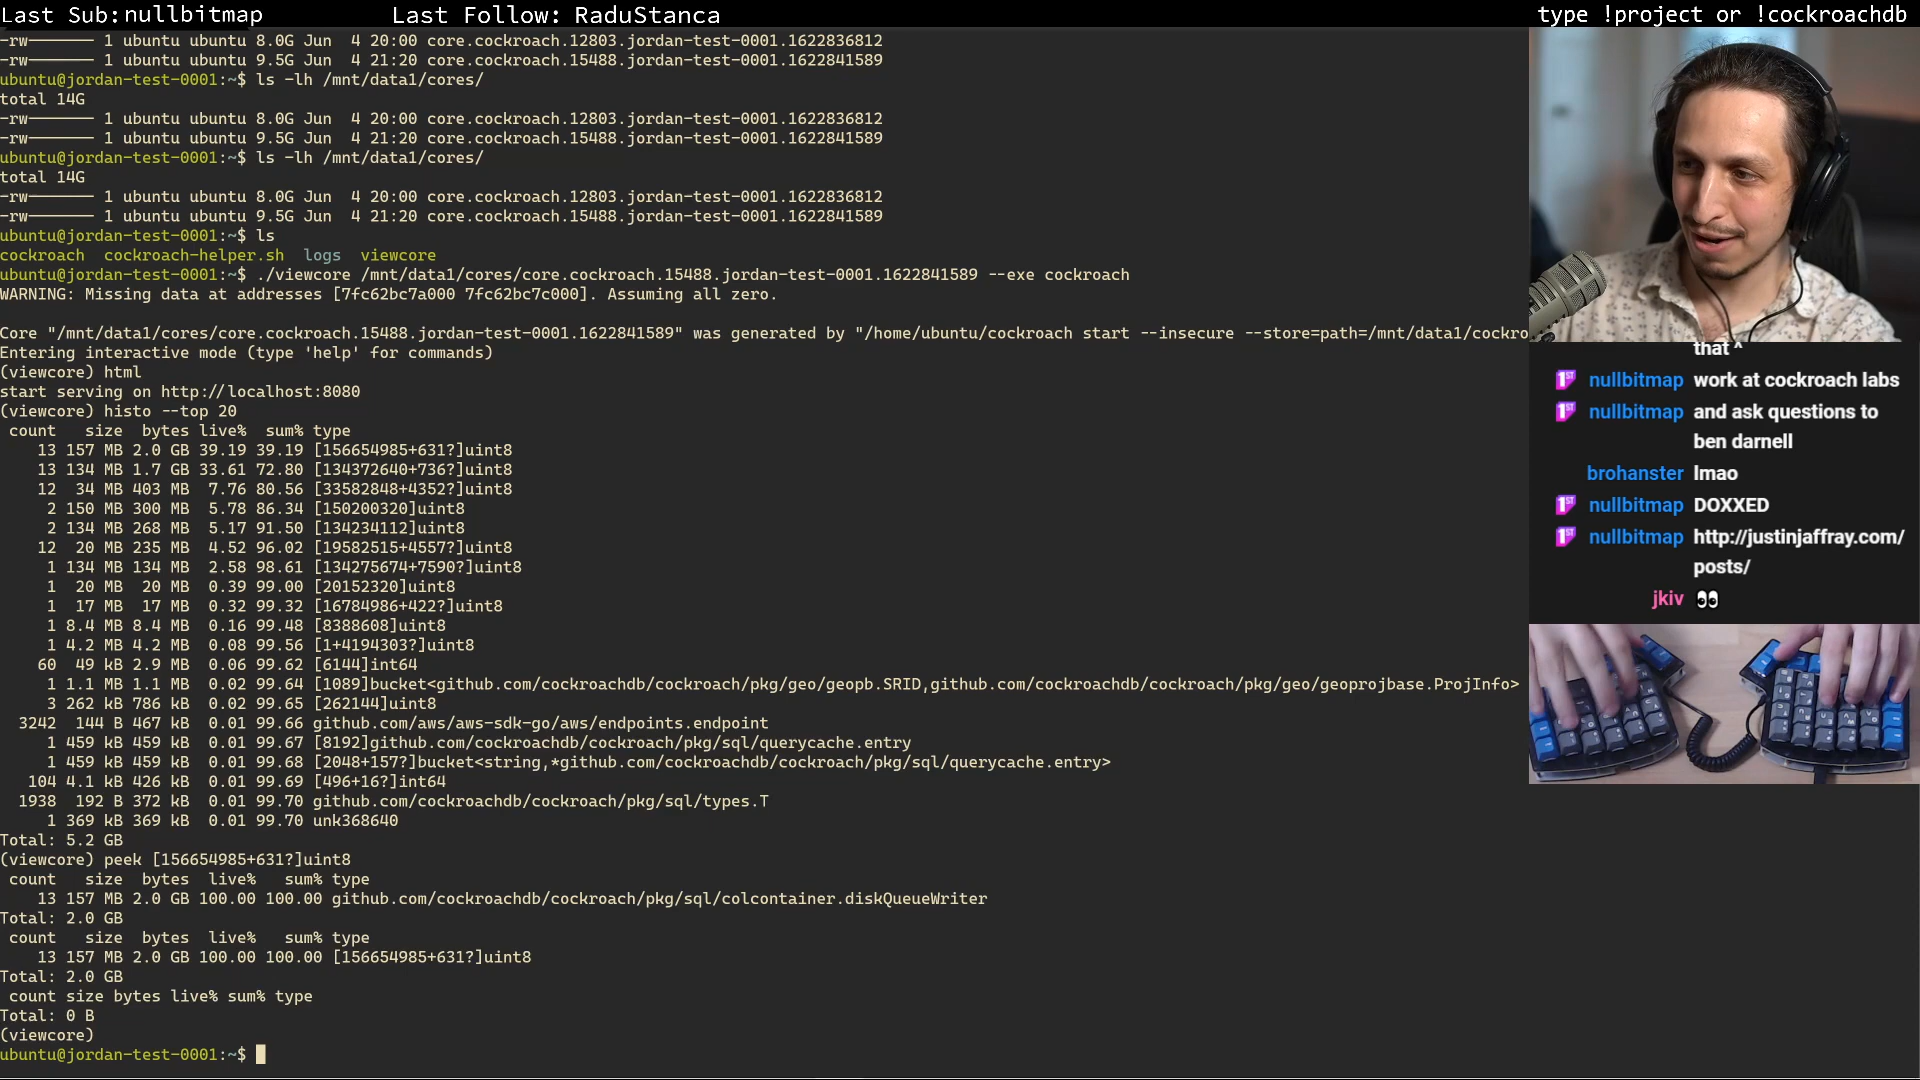 Last Sub:nullbitmap Last Follow: RaduStanca type !project or !cockroachdb
-rw------- 1 ubuntu ubuntu 8.0G Jun  4 20:00 core.cockroach.12803.jordan-test-0001.1622836812
-rw------- 1 ubuntu ubuntu 9.5G Jun  4 21:20 core.cockroach.15488.jordan-test-0001.1622841589
ubuntu@jordan-test-0001:~$ ls -lh /mnt/data1/cores/
total 14G
-rw------- 1 ubuntu ubuntu 8.0G Jun  4 20:00 core.cockroach.12803.jordan-test-0001.1622836812
-rw------- 1 ubuntu ubuntu 9.5G Jun  4 21:20 core.cockroach.15488.jordan-test-0001.1622841589
ubuntu@jordan-test-0001:~$ ls -lh /mnt/data1/cores/
total 14G
-rw------- 1 ubuntu ubuntu 8.0G Jun  4 20:00 core.cockroach.12803.jordan-test-0001.1622836812
-rw------- 1 ubuntu ubuntu 9.5G Jun  4 21:20 core.cockroach.15488.jordan-test-0001.1622841589
ubuntu@jordan-test-0001:~$ ls
cockroach  cockroach-helper.sh  logs  viewcore
ubuntu@jordan-test-0001:~$ ./viewcore /mnt/data1/cores/core.cockroach.15488.jordan-test-0001.1622841589 --exe cockroach
WARNING: Missing data at addresses [7fc62bc7a000 7fc62bc7c000]. Assuming all zero.
Core "/mnt/data1/cores/core.cockroach.15488.jordan-test-0001.1622841589" was generated by "/home/ubuntu/cockroach start --insecure --store=path=/mnt/data1/cockro
Entering interactive mode (type 'help' for commands)
(viewcore) html
start serving on http://localhost:8080
(viewcore) histo --top 20
count   size  bytes  live%   sum% type
13 157 MB 2.0 GB 39.19 39.19 [156654985+631?]uint8
13 134 MB 1.7 GB 33.61 72.80 [134372640+736?]uint8
12  34 MB 403 MB  7.76 80.56 [33582848+4352?]uint8
2 150 MB 300 MB  5.78 86.34 [150200320]uint8
2 134 MB 268 MB  5.17 91.50 [134234112]uint8
12  20 MB 235 MB  4.52 96.02 [19582515+4557?]uint8
1 134 MB 134 MB  2.58 98.61 [134275674+7590?]uint8
1  20 MB  20 MB  0.39 99.00 [20152320]uint8
1  17 MB  17 MB  0.32 99.32 [16784986+422?]uint8
1 8.4 MB 8.4 MB  0.16 99.48 [8388608]uint8
1 4.2 MB 4.2 MB  0.08 99.56 [1+4194303?]uint8
60  49 kB 2.9 MB  0.06 99.62 [6144]int64
1 1.1 MB 1.1 MB  0.02 99.64 [1089]bucket<github.com/cockroachdb/cockroach/pkg/geo/geopb.SRID,github.com/cockroachdb/cockroach/pkg/geo/geoprojbase.ProjInfo>
3 262 kB 786 kB  0.02 99.65 [262144]uint8
3242  144 B 467 kB  0.01 99.66 github.com/aws/aws-sdk-go/aws/endpoints.endpoint
1 459 kB 459 kB  0.01 99.67 [8192]github.com/cockroachdb/cockroach/pkg/sql/querycache.entry
1 459 kB 459 kB  0.01 99.68 [2048+157?]bucket<string,*github.com/cockroachdb/cockroach/pkg/sql/querycache.entry>
104 4.1 kB 426 kB  0.01 99.69 [496+16?]int64
1938  192 B 372 kB  0.01 99.70 github.com/cockroachdb/cockroach/pkg/sql/types.T
1 369 kB 369 kB  0.01 99.70 unk368640
Total: 5.2 GB
(viewcore) peek [156654985+631?]uint8
count   size  bytes  live%   sum% type
13 157 MB 2.0 GB 100.00 100.00 github.com/cockroachdb/cockroach/pkg/sql/colcontainer.diskQueueWriter
Total: 2.0 GB
count   size  bytes  live%   sum% type
13 157 MB 2.0 GB 100.00 100.00 [156654985+631?]uint8
Total: 2.0 GB
count size bytes live% sum% type
Total: 0 B
(viewcore)
ubuntu@jordan-test-0001:~$
that ^
nullbitmap work at cockroach labs
nullbitmap and ask questions to
ben darnell
brohanster lmao
nullbitmap DOXXED
nullbitmap http://justinjaffray.com/
posts/
jkiv 👀